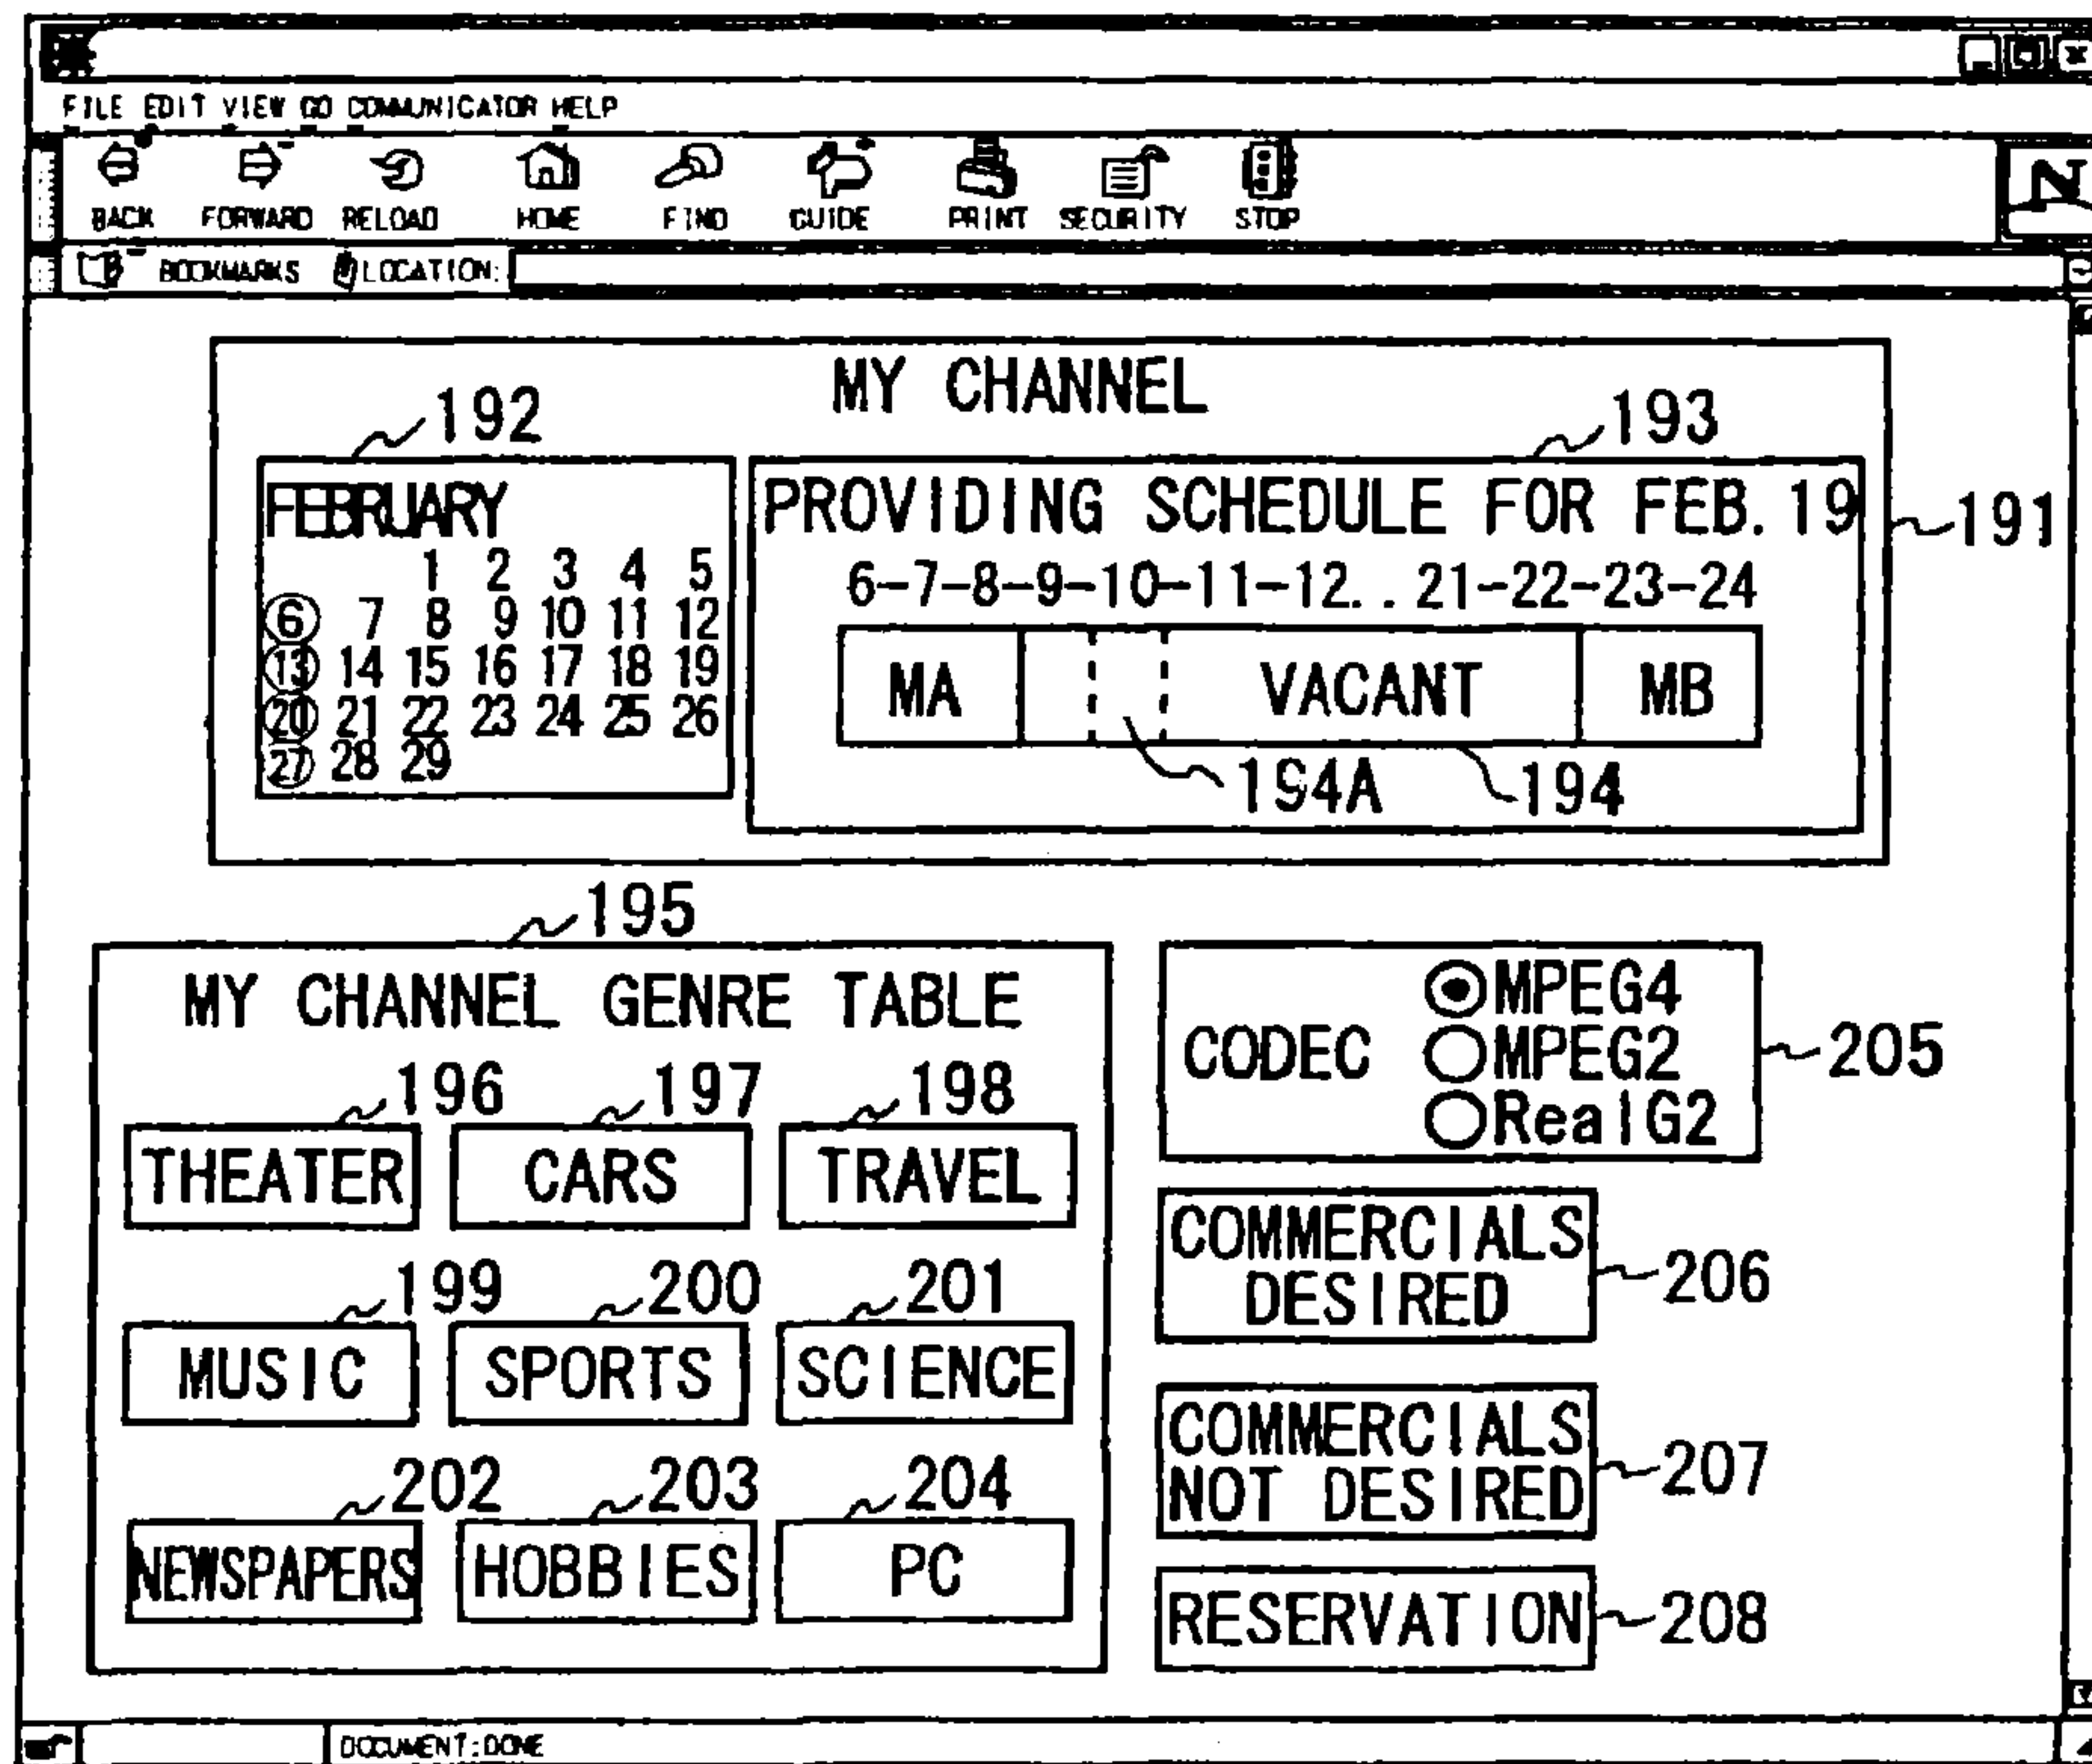 FILE EDIT VIEW GO COMMUNICATOR HELP
BACK FORWARD RELOAD HOME FIND GUIDE PRINT SECURITY STOP
N
BOOKMARKS LOCATION:
MY CHANNEL
192
193
FEBRUARY
1 2 3 4 5
6 7 8 9 10 11 12
13 14 15 16 17 18 19
20 21 22 23 24 25 26
27 28 29
PROVIDING SCHEDULE FOR FEB. 19
191
6-7-8-9-10-11-12..21-22-23-24
MA VACANT MB
194A 194
195
MY CHANNEL GENRE TABLE
196 197 198
THEATER CARS TRAVEL
199 200 201
MUSIC SPORTS SCIENCE
202 203 204
NEWSPAPERS HOBBIES PC
CODEC
MPEG4
MPEG2
RealG2
205
COMMERCIALS
DESIRED
206
COMMERCIALS
NOT DESIRED
207
RESERVATION
208
DOCUMENT:DONE